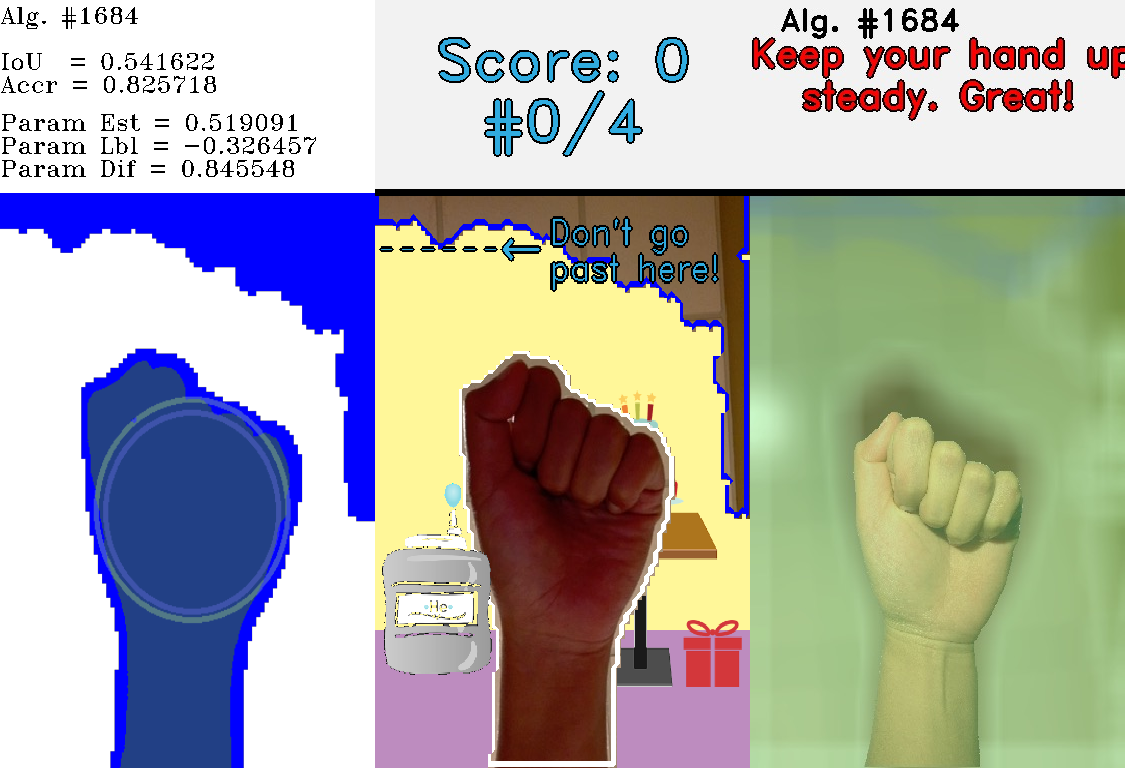 Alg. #1684
IoU = 0.541622
Accr = 0.825718
Param Est = 0.519091
Param Lbl = −0.326457
Param Dif = 0.845548
Score: 0
#0/4
Alg. #1684
Keep your hand up
steady. Great!
Don't go
past here!